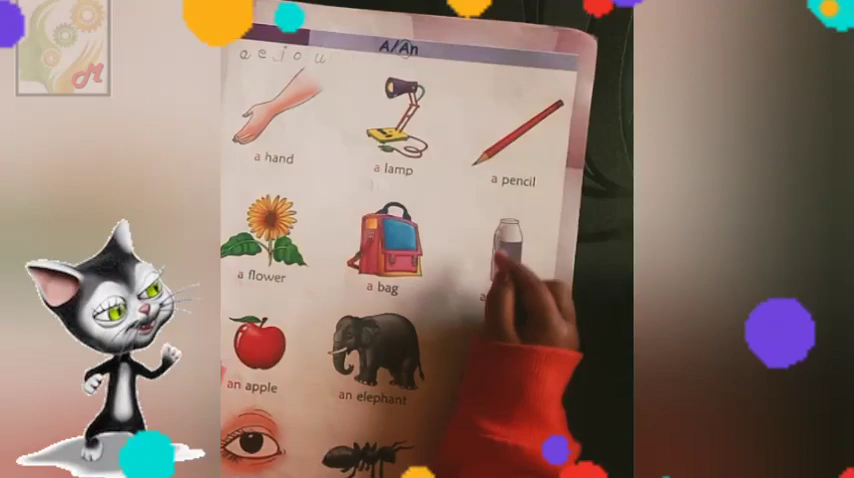 M
A/An
a e i o u
a hand
a lamp
a pencil
a flower
a bag
a
an apple
an elephant